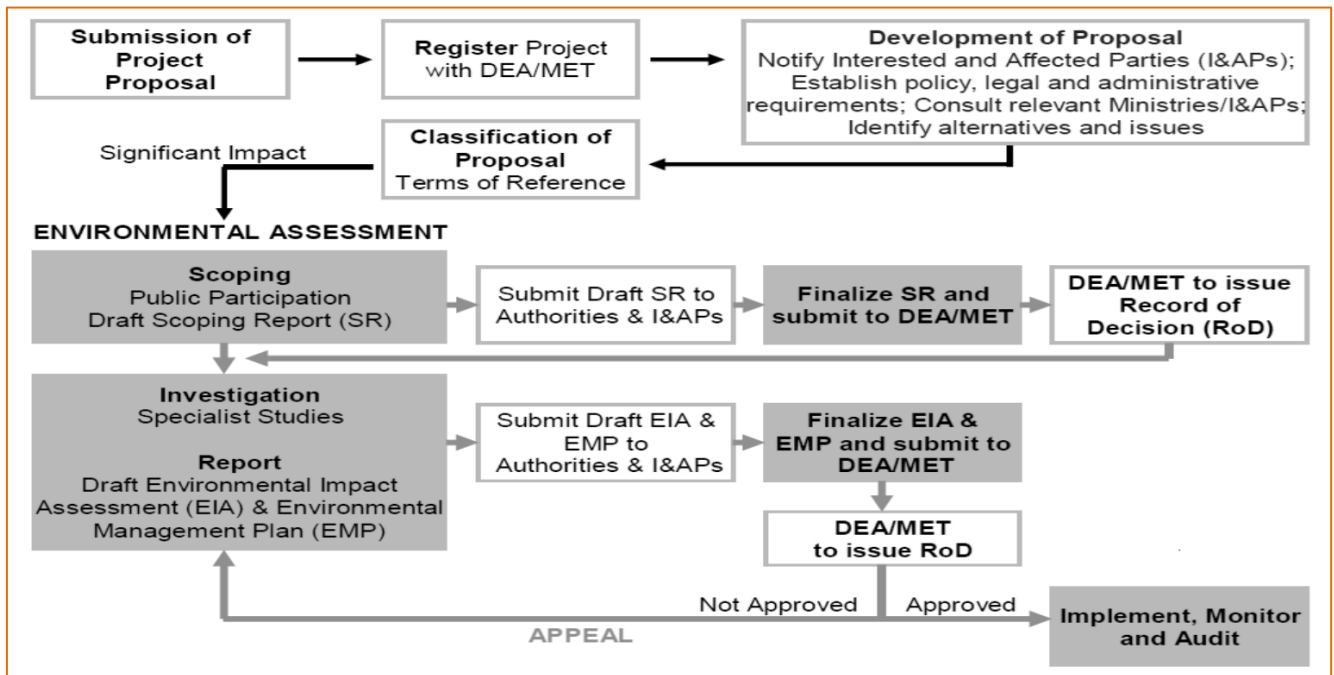 Submission of
Project
Proposal
Register Project
with DEA/MET
Development of Proposal
Notify Interested and Affected Parties (I&APs);
Establish policy, legal and administrative
requirements; Consult relevant Ministries/I&APs;
Identify alternatives and issues
Classification of
Proposal
Terms of Reference
Significant Impact
ENVIRONMENTAL ASSESSMENT
Scoping
Public Participation
Draft Scoping Report (SR)
Submit Draft SR to
Authorities & I&APs
Finalize SR and
submit to DEA/MET
DEA/MET to issue
Record of
Decision (RoD)
Investigation
Specialist Studies
Report
Draft Environmental Impact
Assessment (EIA) & Environmental
Management Plan (EMP)
Submit Draft EIA &
EMP to
Authorities & I&APs
Finalize EIA &
EMP and submit to
DEA/MET
DEA/MET
to issue RoD
Not Approved
Approved
APPEAL
Implement, Monitor
and Audit